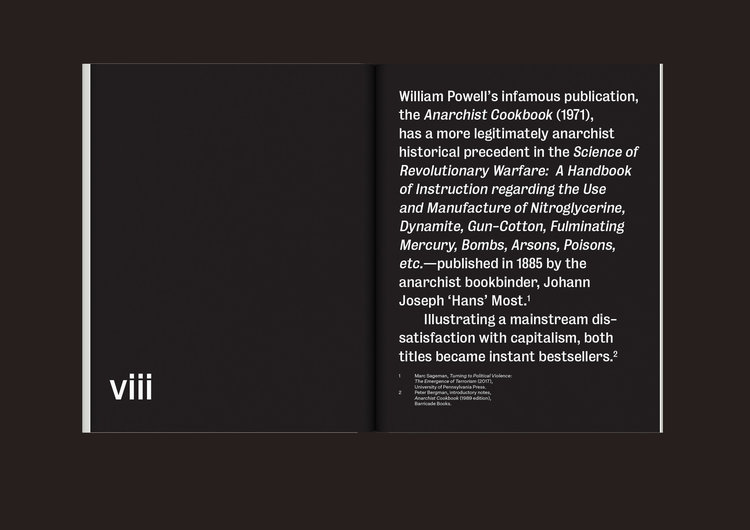 viii
William Powell's infamous publication,
the Anarchist Cookbook (1971),
has a more legitimately anarchist
historical precedent in the Science of
Revolutionary Warfare: A Handbook
of Instruction regarding the Use
and Manufacture of Nitroglycerine,
Dynamite, Gun-Cotton, Fulminating
Mercury, Bombs, Arsons, Poisons,
etc.—published in 1885 by the
anarchist bookbinder, Johann
Joseph ‘Hans’ Most.1
Illustrating a mainstream dis-
satisfaction with capitalism, both
titles became instant bestsellers.2
1 Marc Sageman, Turning to Political Violence:
The Emergence of Terrorism (2017),
University of Pennsylvania Press.
2 Peter Bergman, introductory notes,
Anarchist Cookbook (1989 edition),
Barricade Books.